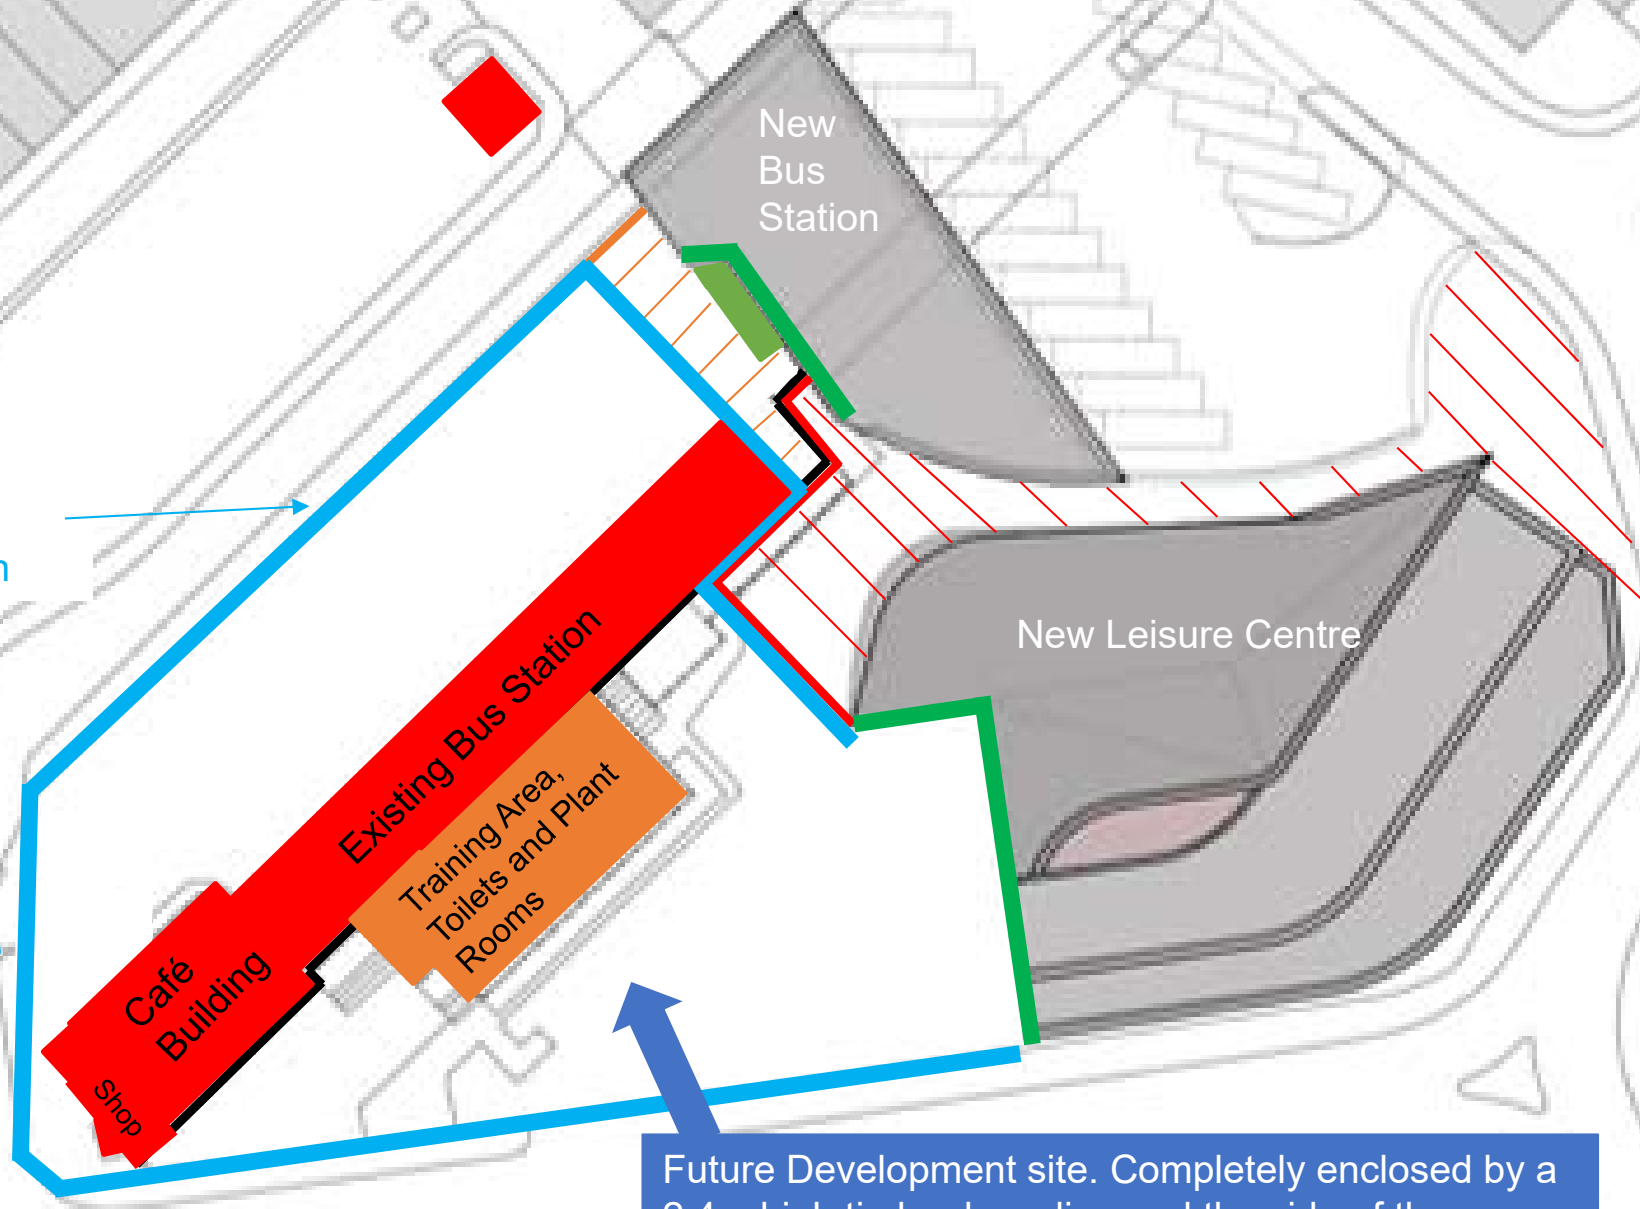 New
Bus
Station
New Leisure Centre
Existing Bus Station
Training Area,
Toilets and Plant
Rooms
Café
Building
Shop
Future Development site. Completely enclosed by a